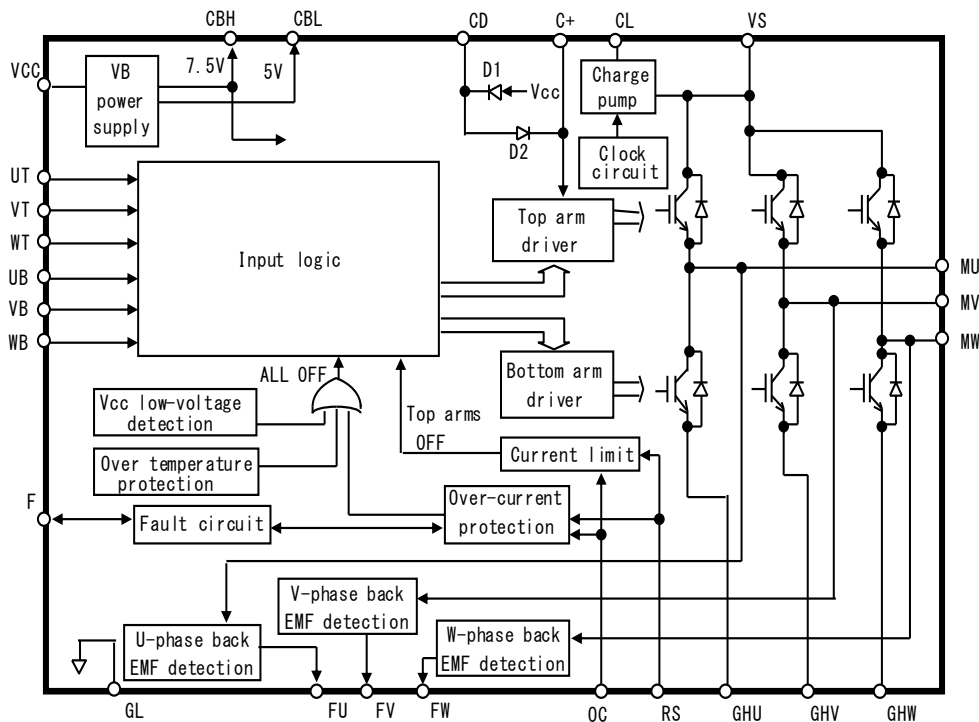 CBH CBL CD C+ CL VS
VCC
7.5V 5V
VB
power
supply
D1
Vcc
D2
Charge
pump
Clock
circuit
UT
VT
WT
UB
VB
WB
Input logic
Top arm
driver
MU
MV
MW
Bottom arm
driver
ALL OFF
Top arms
OFF
Vcc low-voltage
detection
Over temperature
protection
Current limit
F
Fault circuit
Over-current
protection
V-phase back
EMF detection
U-phase back
EMF detection
W-phase back
EMF detection
GL FU FV FW OC RS GHU GHV GHW